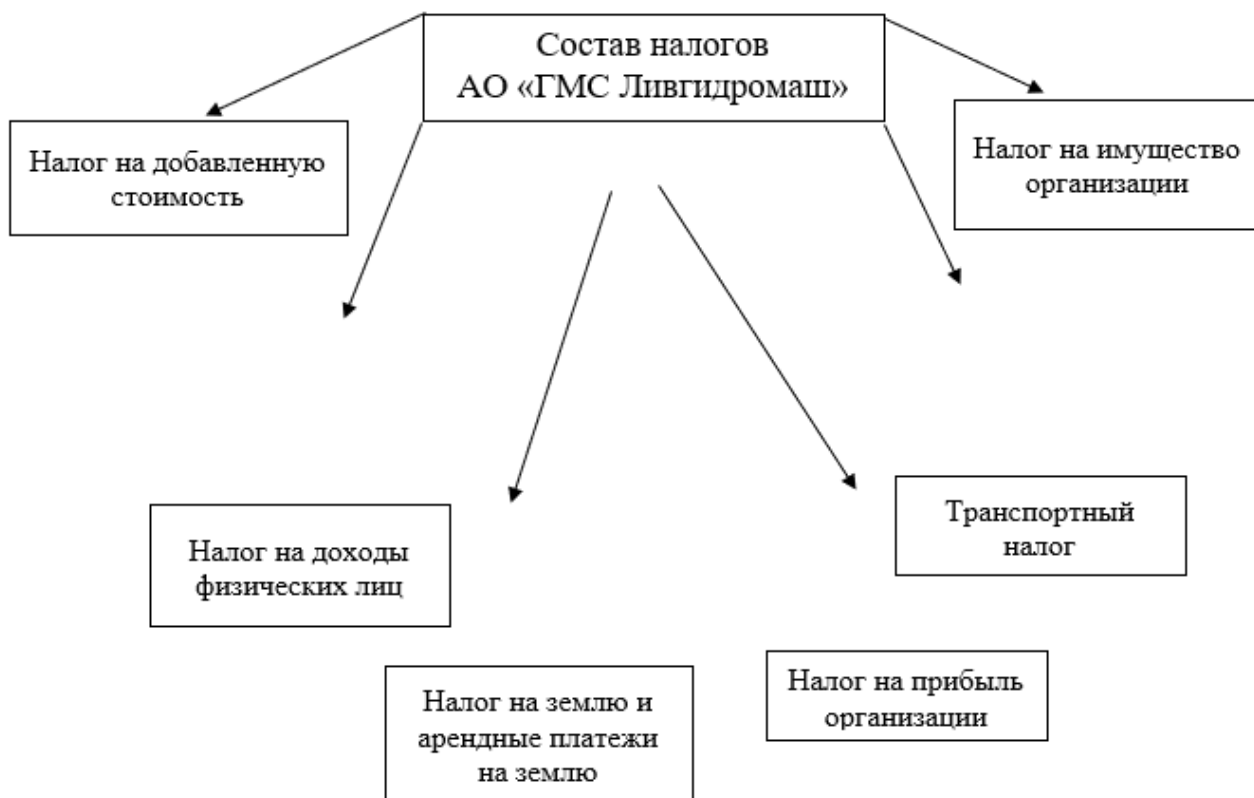 Состав налогов
АО «ГМС Ливгидромаш»
Налог на добавленную
стоимость
Налог на имущество
организации
Налог на доходы
физических лиц
Транспортный
налог
Налог на землю и
арендные платежи
на землю
Налог на прибыль
организации